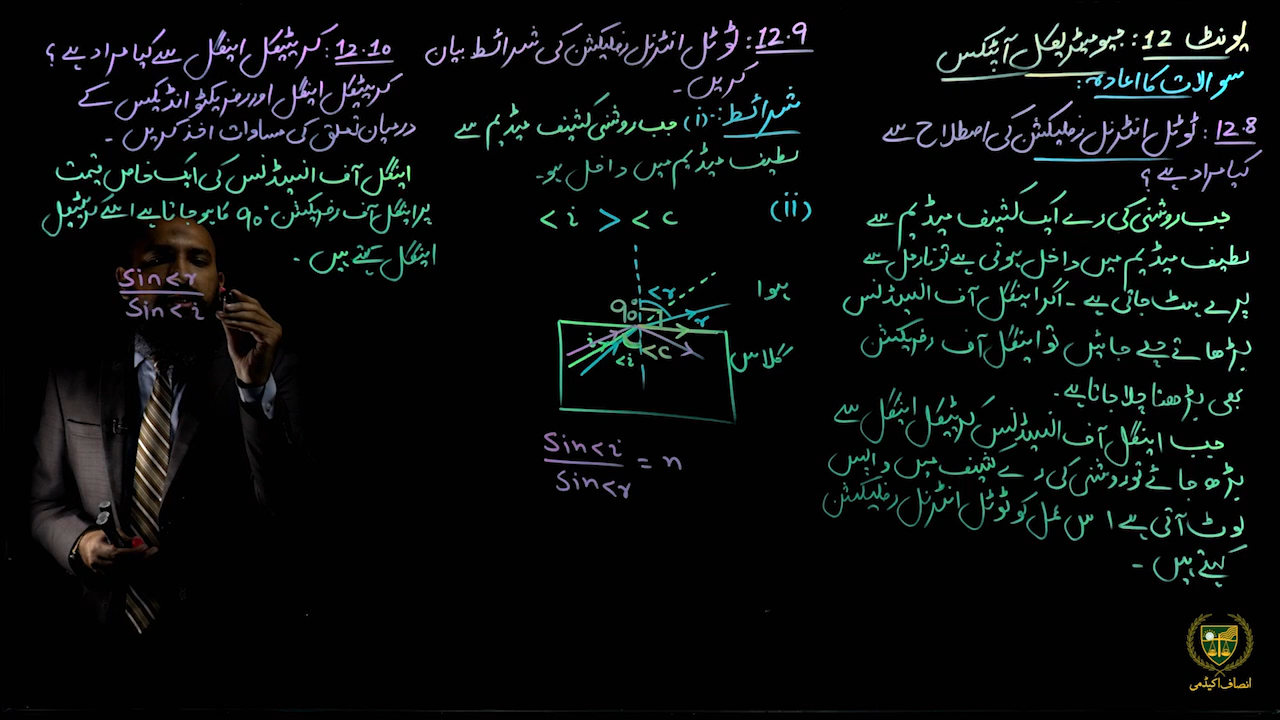 یونٹ 12: جیومیٹریکل آپٹکس
سوالات کا اعادہ:
12.8: ٹوٹل انٹرنل رفلیکشن کی اصطلاح سے
کیا مراد ہے؟
جب روشنی کی رے ایک کثیف میڈیم سے
لطیف میڈیم میں داخل ہوتی ہے تو نارمل سے
پرے ہٹ جاتی ہے۔ اگر اینگل آف انسیڈنس
بڑھاتے چلے جائیں تو اینگل آف رفریکشن
بھی بڑھتا چلا جاتا ہے۔
جب اینگل آف انسیڈنس کریٹیکل اینگل سے
بڑھ جائے تو روشنی کی رے کثیف میں واپس
لوٹ آتی ہے اس عمل کو ٹوٹل انٹرنل رفلیکشن
کہتے ہیں۔
12.9: ٹوٹل انٹرنل رفلیکشن کی شرائط بیان
کریں۔
شرائط:- (i) جب روشنی کثیف میڈیم سے
لطیف میڈیم میں داخل ہو۔
(ii) < i > < c
<r
ہوا
90°
r
i
<i
<c
گلاس
Sin<i / Sin<r = n
12.10: کریٹیکل اینگل سے کیا مراد ہے؟
کریٹیکل اینگل اور رفریکٹو انڈیکس کے
درمیان تعلق کی مساوات اخذ کریں۔
اینگل آف انسیڈنس کی ایک خاص قیمت
پر اینگل آف رفریکشن 90° کا ہو جاتا ہے اسے کریٹیکل
اینگل کہتے ہیں۔
Sin<r
Sin<i
انصاف اکیڈمی